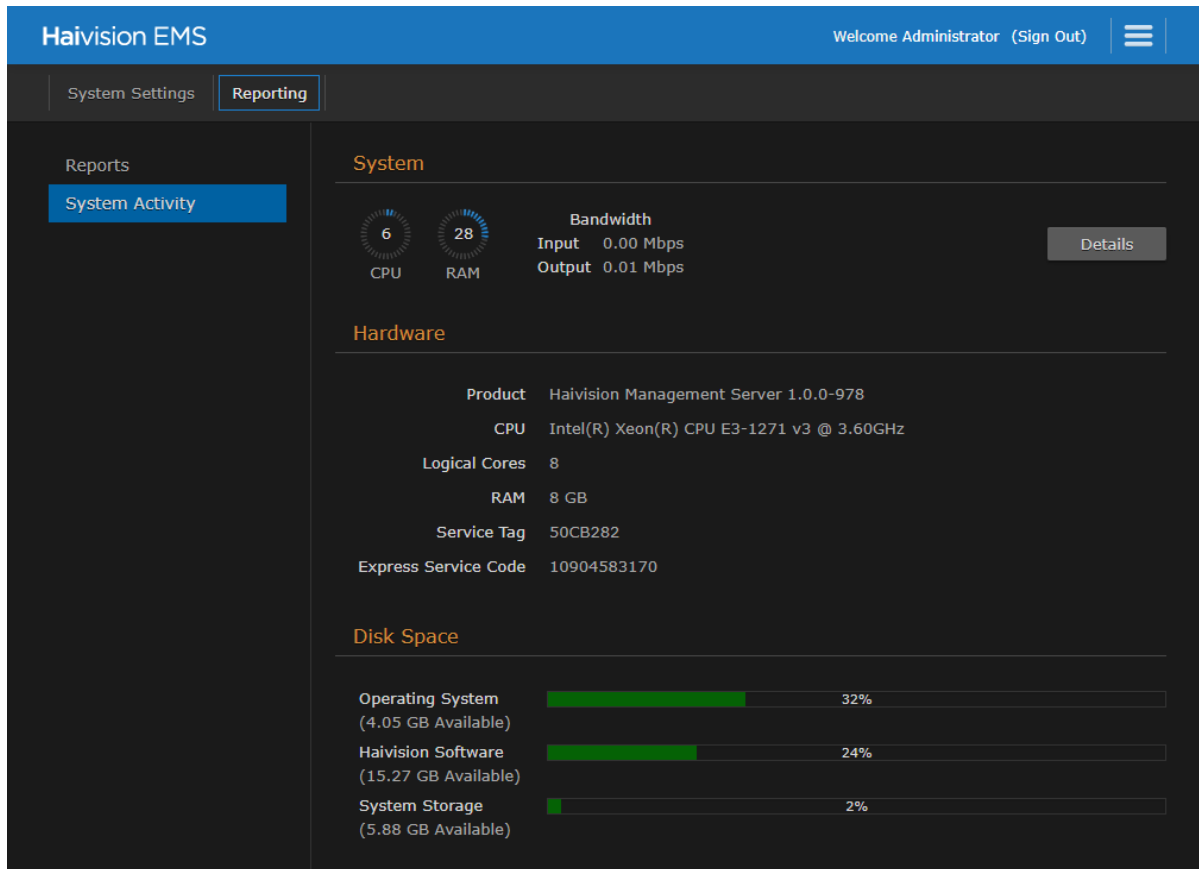 Haivision EMS
Welcome Administrator (Sign Out)
System Settings
Reporting
Reports
System Activity
System
6
CPU
28
RAM
Bandwidth
Input 0.00 Mbps
Output 0.01 Mbps
Details
Hardware
Product Haivision Management Server 1.0.0-978
CPU Intel(R) Xeon(R) CPU E3-1271 v3 @ 3.60GHz
Logical Cores 8
RAM 8 GB
Service Tag 50CB282
Express Service Code 10904583170
Disk Space
Operating System 32%
(4.05 GB Available)
Haivision Software 24%
(15.27 GB Available)
System Storage 2%
(5.88 GB Available)